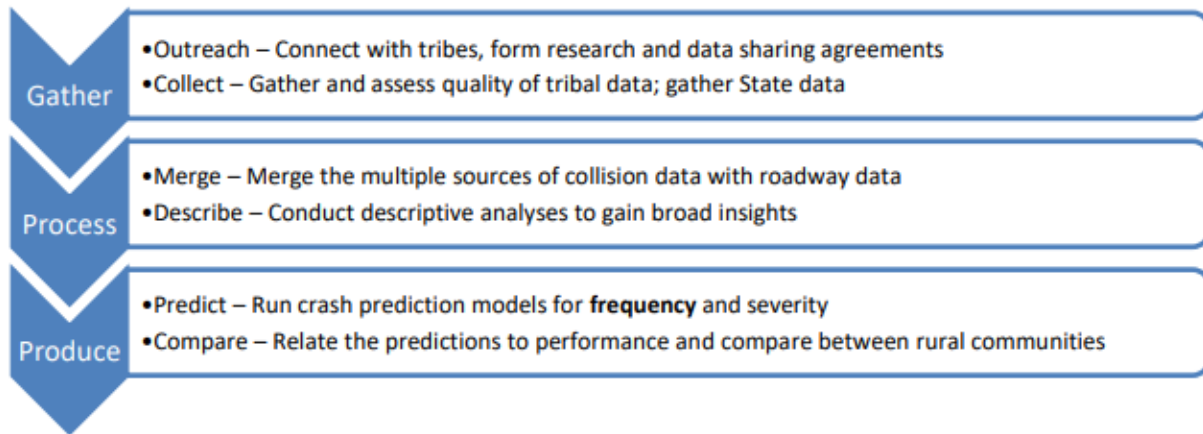 Gather
•Outreach – Connect with tribes, form research and data sharing agreements
•Collect – Gather and assess quality of tribal data; gather State data
Process
•Merge – Merge the multiple sources of collision data with roadway data
•Describe – Conduct descriptive analyses to gain broad insights
Produce
•Predict – Run crash prediction models for frequency and severity
•Compare – Relate the predictions to performance and compare between rural communities